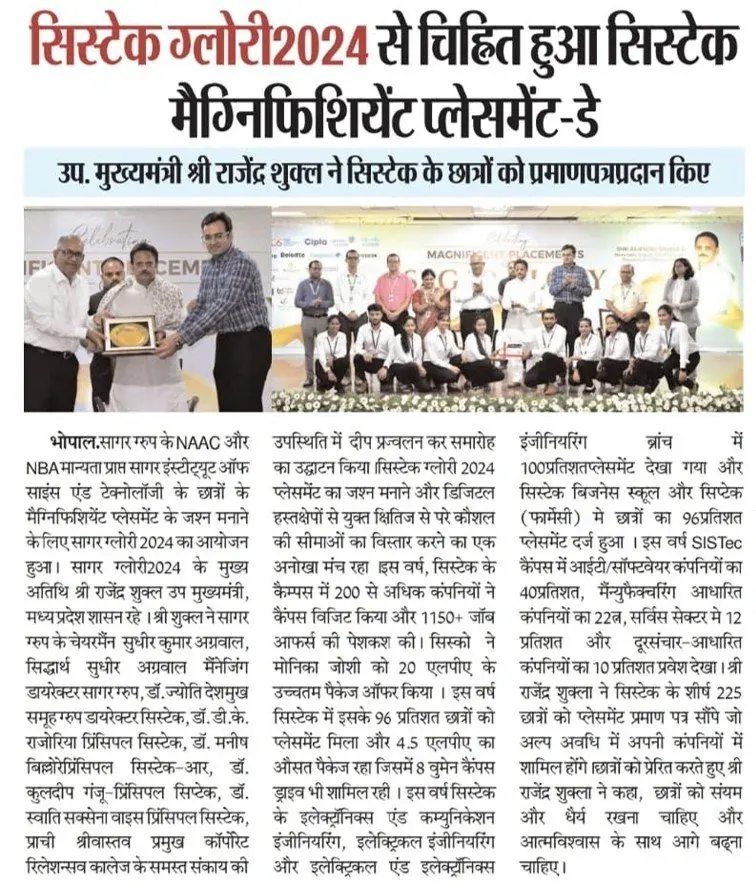 सिस्टेक ग्लोरी2024 से चिह्नित हुआ सिस्टेक
मैग्निफिशियेंट प्लेसमेंट-डे
उप. मुख्यमंत्री श्री राजेंद्र शुक्ल ने सिस्टेक के छात्रों को प्रमाणपत्रप्रदान किए
Celebrating
MAGNIFICENT PLACEMENTS
Cipla
Deloitte
भोपाल.सागर ग्रुप के NAAC और
NBA मान्यता प्राप्त सागर इंस्टीट्यूट ऑफ
साइंस एंड टेक्नोलॉजी के छात्रों के
मैग्निफिशियेंट प्लेसमेंट के जश्न मनाने
के लिए सागर ग्लोरी 2024 का आयोजन
हुआ। सागर ग्लोरी2024 के मुख्य
अतिथि श्री राजेंद्र शुक्ल उप मुख्यमंत्री,
मध्य प्रदेश शासन रहे । श्री शुक्ल ने सागर
ग्रुप के चेयरमैंन सुधीर कुमार अग्रवाल,
सिद्धार्थ सुधीर अग्रवाल मैंनेजिंग
डायरेक्टर सागर ग्रुप, डॉ. ज्योति देशमुख
समूह ग्रुप डायरेक्टर सिस्टेक, डॉ. डी.के.
राजोरिया प्रिंसिपल सिस्टेक, डॉ. मनीष
बिल्लोरेप्रिंसिपल सिस्टेक-आर, डॉ.
कुलदीप गंजू-प्रिंसिपल सिप्टेक, डॉ.
स्वाति सक्सेना वाइस प्रिंसिपल सिस्टेक,
प्राची श्रीवास्तव प्रमुख कॉर्पोरेट
रिलेशन्सव कालेज के समस्त संकाय की
उपस्थिति में दीप प्रज्वलन कर समारोह
का उद्घाटन किया ।सिस्टेक ग्लोरी 2024
प्लेसमेंट का जश्न मनाने और डिजिटल
हस्तक्षेपों से युक्त क्षितिज से परे कौशल
की सीमाओं का विस्तार करने का एक
अनोखा मंच रहा ।इस वर्ष, सिस्टेक के
कैम्पस में 200 से अधिक कंपनियों ने
कैंपस विजिट किया और 1150+ जॉब
आफर्स की पेशकश की। सिस्को ने
मोनिका जोशी को 20 एलपीए के
उच्चतम पैकेज ऑफर किया । इस वर्ष
सिस्टेक में इसके 96 प्रतिशत छात्रों को
प्लेसमेंट मिला और 4.5 एलपीए का
औसत पैकेज रहा जिसमें 8 वुमेन कैंपस
ड्राइव भी शामिल रही । इस वर्ष सिस्टेक
के इलेक्ट्रॉनिक्स एंड कम्युनिकेशन
इंजीनियरिंग, इलेक्ट्रिकल इंजीनियरिंग
और इलेक्ट्रिकल एंड इलेक्ट्रॉनिक्स
इंजीनियरिंग ब्रांच में
100प्रतिशतप्लेसमेंट देखा गया और
सिस्टेक बिजनेस स्कूल और सिप्टेक
(फार्मेसी) मे छात्रों का 96प्रतिशत
प्लेसमेंट दर्ज हुआ । इस वर्ष SISTec
कैंपस में आईटी/सॉफ्टवेयर कंपनियों का
40प्रतिशत, मैंन्युफैक्चरिंग आधारित
कंपनियों का 22त्न, सर्विस सेक्टर मे 12
प्रतिशत और दूरसंचार-आधारित
कंपनियों का 10 प्रतिशत प्रवेश देखा। श्री
राजेंद्र शुक्ला ने सिस्टेक के शीर्ष 225
छात्रों को प्लेसमेंट प्रमाण पत्र सौंपे जो
अल्प अवधि में अपनी कंपनियों में
शामिल होंगे ।छात्रों को प्रेरित करते हुए श्री
राजेंद्र शुक्ला ने कहा, छात्रों को संयम
और धैर्य रखना चाहिए और
आत्मविश्वास के साथ आगे बढ़ना
चाहिए।